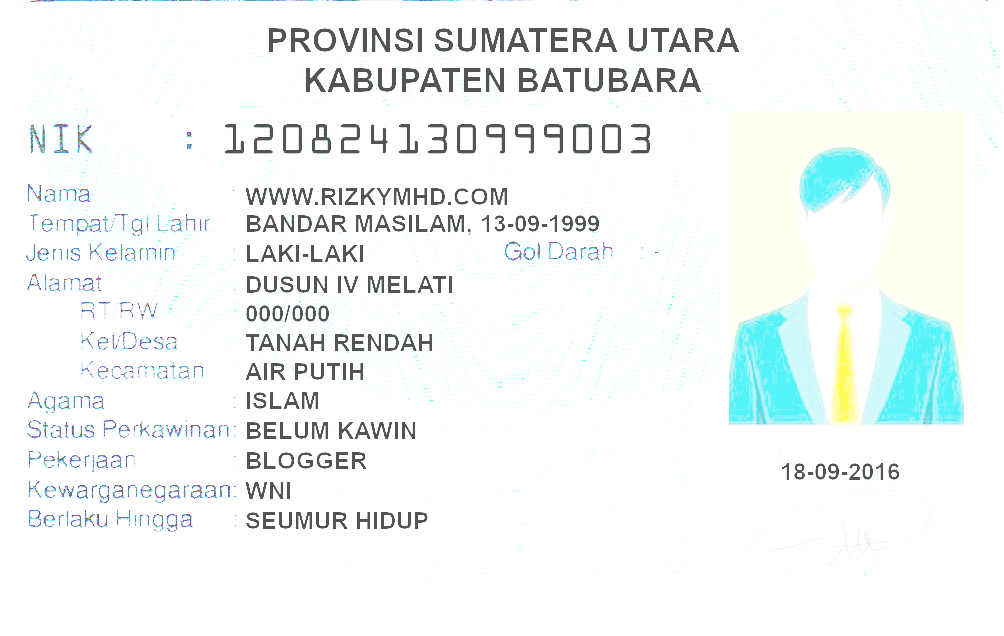 PROVINSI SUMATERA UTARA
KABUPATEN BATUBARA
NIK : 120824130999003
Nama : WWW.RIZKYMHD.COM
Tempat/Tgl Lahir : BANDAR MASILAM, 13-09-1999
Jenis Kelamin : LAKI-LAKI Gol Darah : -
Alamat : DUSUN IV MELATI
RT RW : 000/000
Kel/Desa : TANAH RENDAH
Kecamatan : AIR PUTIH
Agama : ISLAM
Status Perkawinan: BELUM KAWIN
Pekerjaan : BLOGGER
Kewarganegaraan: WNI
Berlaku Hingga : SEUMUR HIDUP
18-09-2016